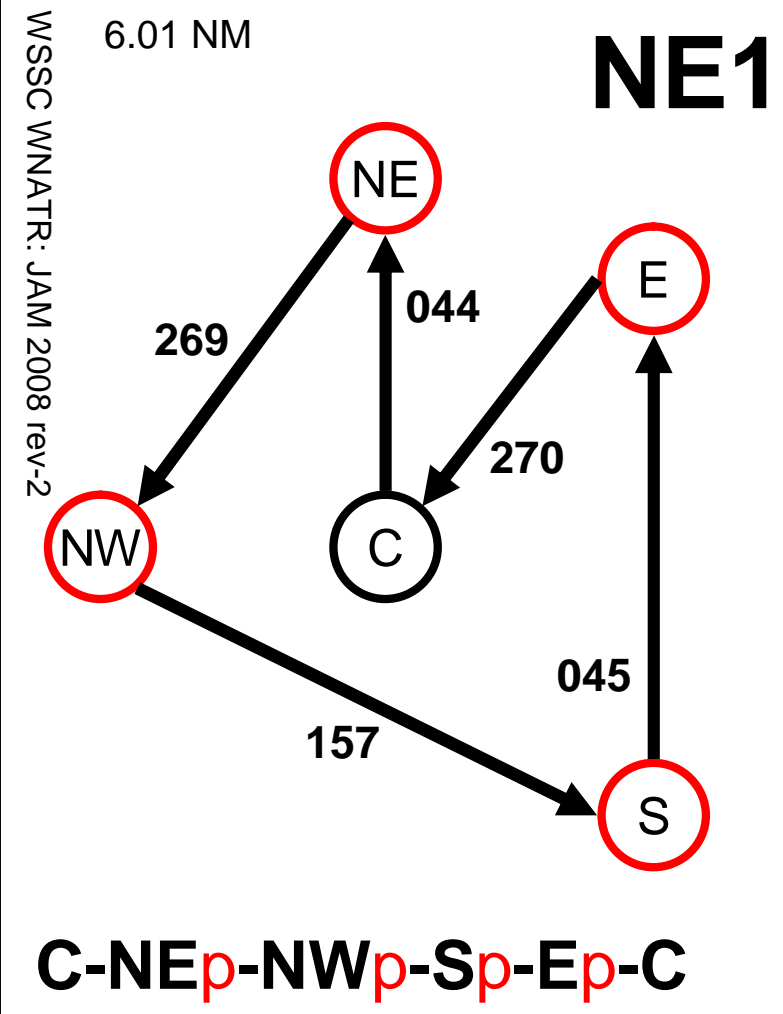 6.01 NM
NE1
WSSC WNATR: JAM 2008 rev-2
NE
E
044
269
270
NW
C
045
157
S
C-NEp-NWp-Sp-Ep-C